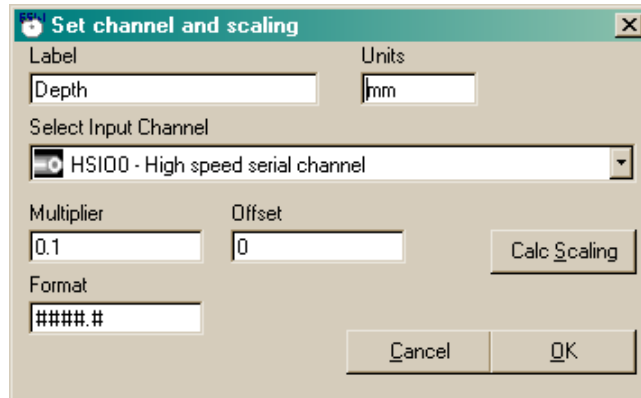 Set channel and scaling
Label Units
Depth mm
Select Input Channel
HSIO0 - High speed serial channel
Multiplier Offset
0.1 0 Calc Scaling
Format
####.#
Cancel OK